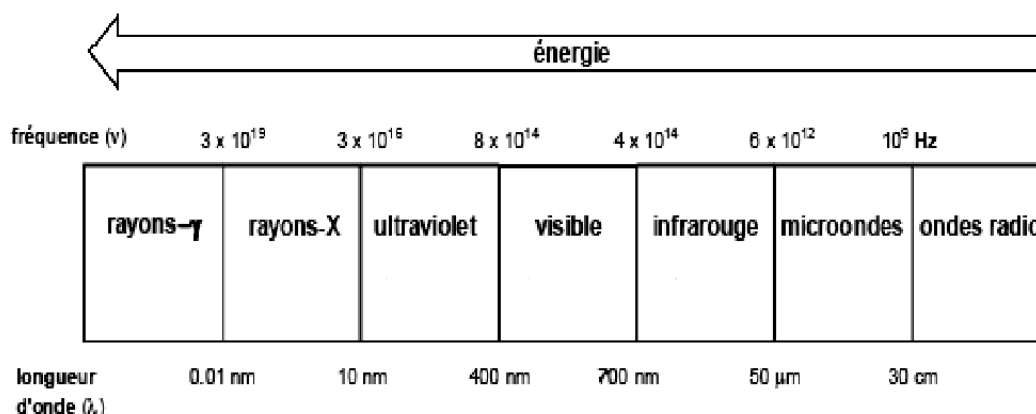 énergie
fréquence (ν) 3 x 10¹⁹ 3 x 10¹⁶ 8 x 10¹⁴ 4 x 10¹⁴ 6 x 10¹² 10⁹ Hz
rayons-γ rayons-X ultraviolet visible infrarouge microondes ondes radio
longueur 0.01 nm 10 nm 400 nm 700 nm 50 μm 30 cm
d'onde (λ)